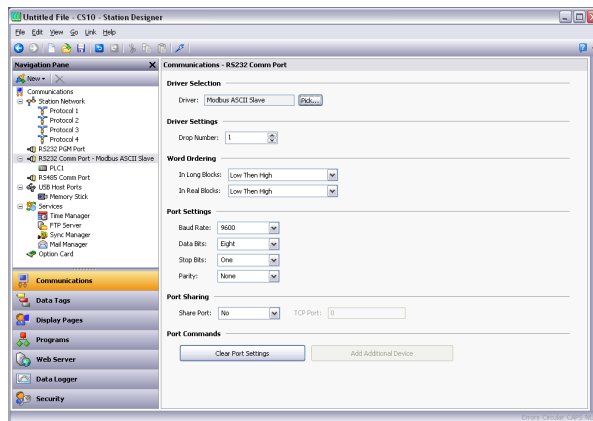 Untitled File - CS10 - Station Designer
File Edit View Go Link Help
Navigation Pane X
New
Communications
Station Network
Protocol 1
Protocol 2
Protocol 3
Protocol 4
RS232 PGM Port
RS232 Comm Port - Modbus ASCII Slave
PLC1
RS485 Comm Port
USB Host Ports
Memory Stick
Services
Time Manager
FTP Server
Sync Manager
Mail Manager
Option Card
Communications
Data Tags
Display Pages
Programs
Web Server
Data Logger
Security
Communications - RS232 Comm Port
Driver Selection
Driver: Modbus ASCII Slave Pick...
Driver Settings
Drop Number: 1
Word Ordering
In Long Blocks: Low Then High
In Real Blocks: Low Then High
Port Settings
Baud Rate: 9600
Data Bits: Eight
Stop Bits: One
Parity: None
Port Sharing
Share Port: No TCP Port: 0
Port Commands
Clear Port Settings Add Additional Device
Errors Circular CAPS